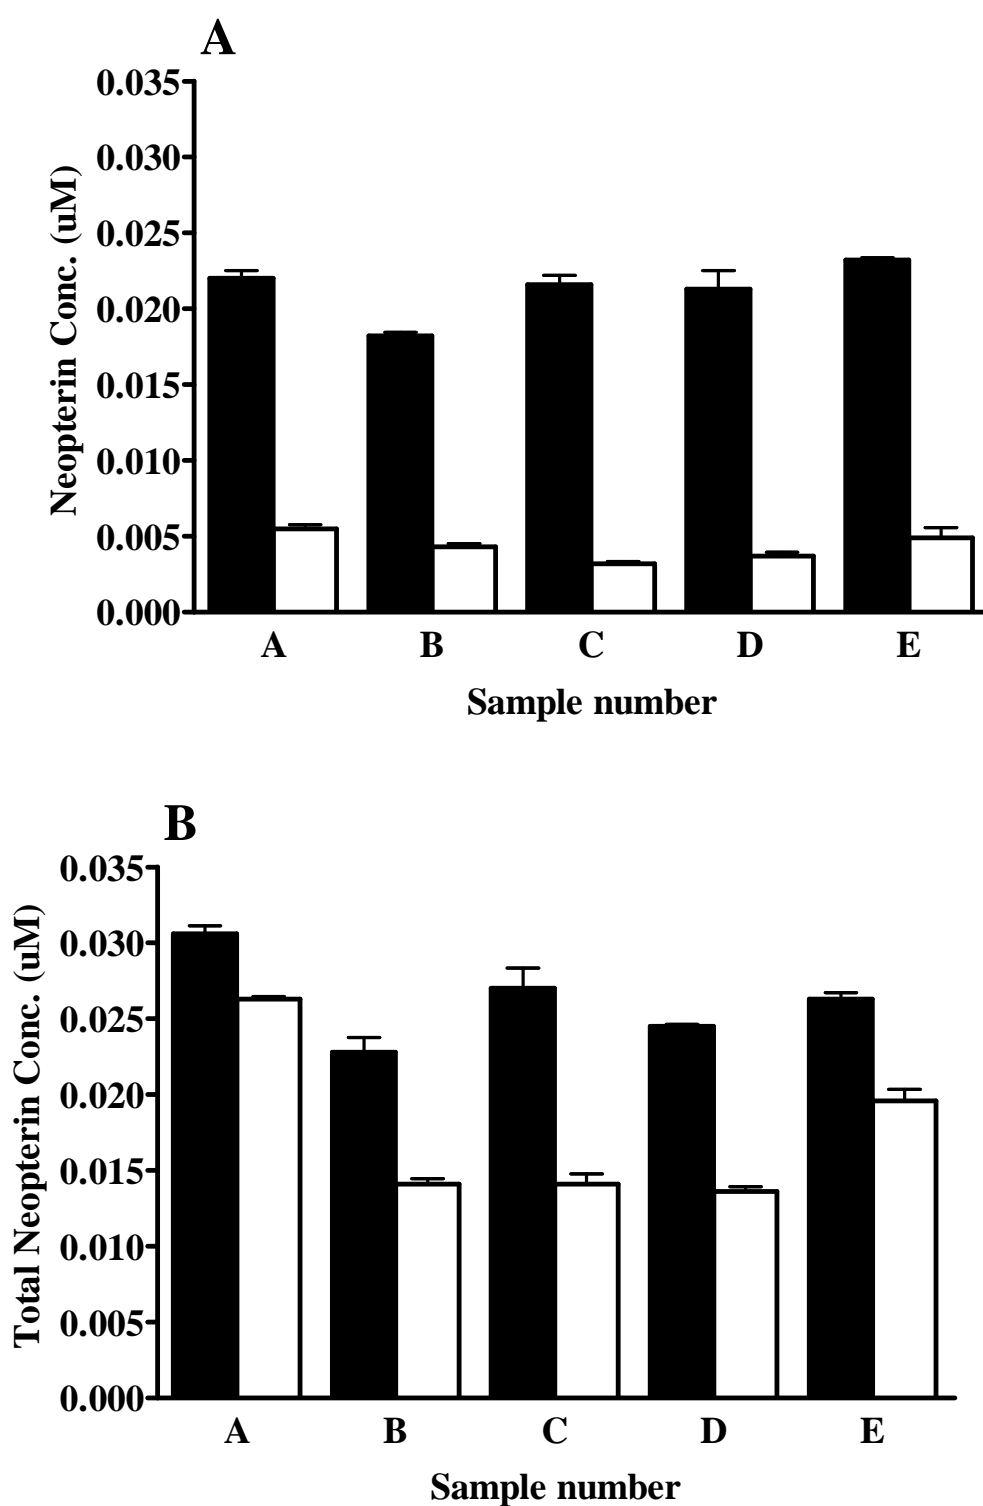 A
Neopterin Conc. (uM)
0.035
0.030
0.025
0.020
0.015
0.010
0.005
0.000
A B C D E
Sample number
B
Total Neopterin Conc. (uM)
0.035
0.030
0.025
0.020
0.015
0.010
0.005
0.000
A B C D E
Sample number